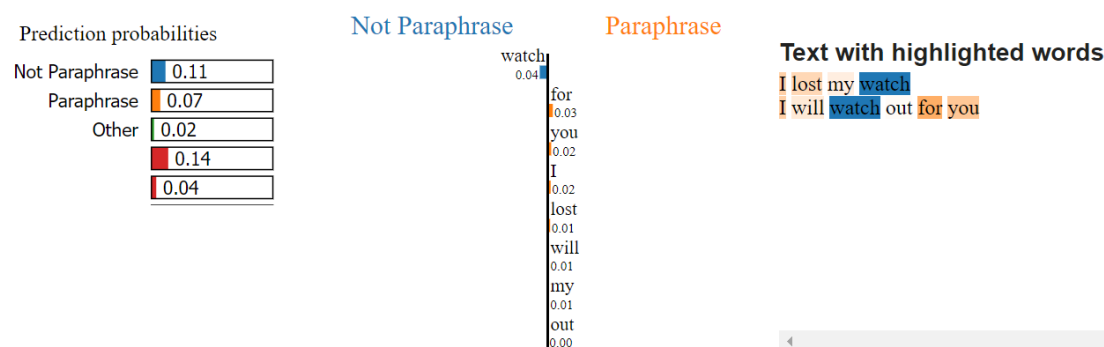 Prediction probabilities
Not Paraphrase 0.11
Paraphrase 0.07
Other 0.02
0.14
0.04
Not Paraphrase Paraphrase
watch
0.04
for
0.03
you
0.02
I
0.02
lost
0.01
will
0.01
my
0.01
out
0.00
Text with highlighted words
I lost my watch
I will watch out for you